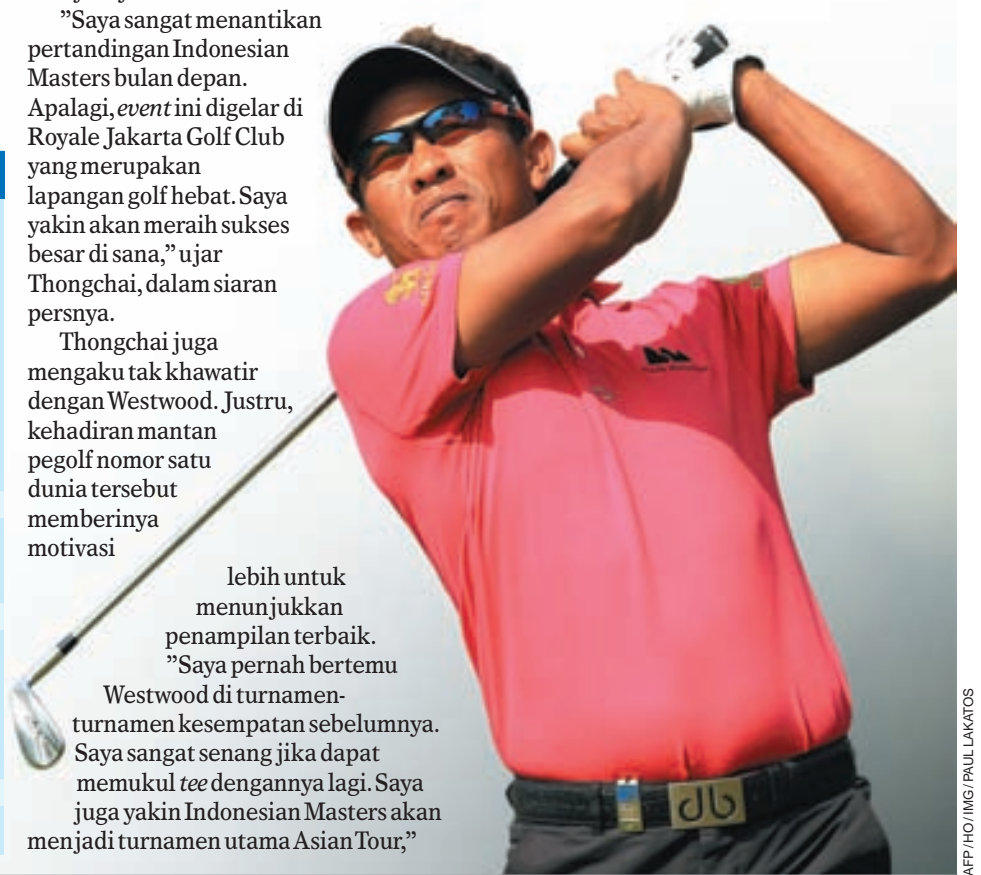 ”Saya sangat menantikan
pertandingan Indonesian
Masters bulan depan.
Apalagi, event ini digelar di
Royale Jakarta Golf Club
yang merupakan
lapangan golf hebat. Saya
yakin akan meraih sukses
besar di sana,” ujar
Thongchai, dalam siaran
persnya.
Thongchai juga
mengaku tak khawatir
dengan Westwood. Justru,
kehadiran mantan
pegolf nomor satu
dunia tersebut
memberinya
motivasi
lebih untuk
menunjukkan
penampilan terbaik.
”Saya pernah bertemu
Westwood di turnamen-
turnamen kesempatan sebelumnya.
Saya sangat senang jika dapat
memukul tee dengannya lagi. Saya
juga yakin Indonesian Masters akan
menjadi turnamen utama Asian Tour,”
AFP/HO/IMG/PAUL LAKATOS